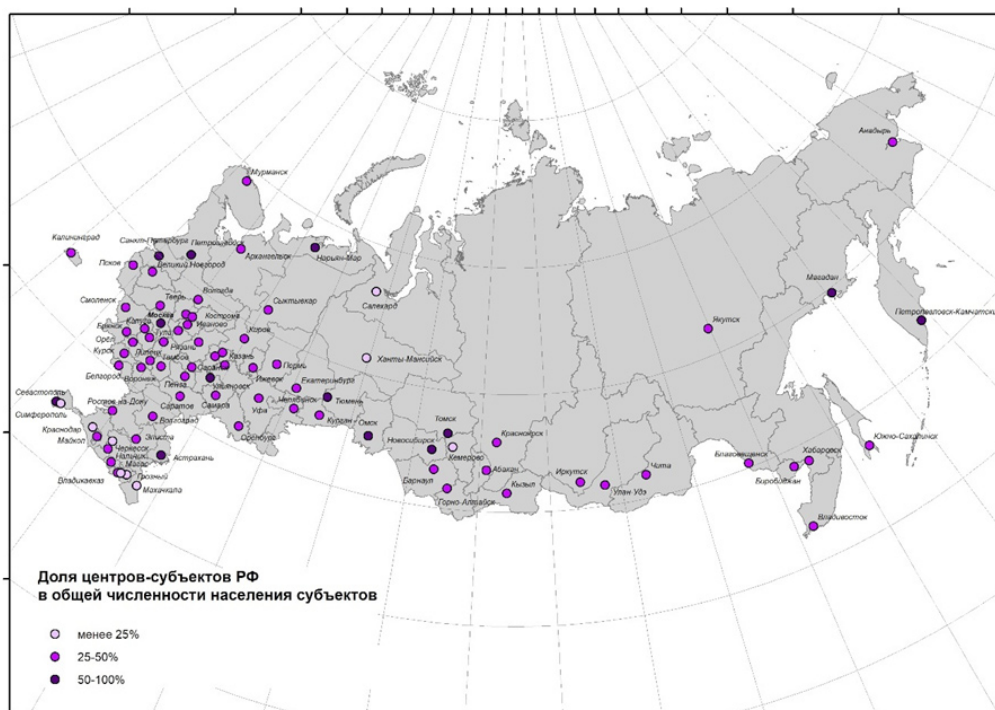 Анадырь
Мурманск
Калининград
Санкт-Петербург
Петрозаводск
Псков
Великий Новгород
Архангельск
Нарьян-Мар
Магадан
Петропавловск-Камчатский
Смоленск
Тверь
Вологда
Сыктывкар
Салехард
Москва
Кострома
Иваново
Якутск
Брянск
Калуга
Тула
Рязань
Киров
Орёл
Курск
Липецк
Тамбов
Казань
Пермь
Ханты-Мансийск
Белгород
Воронеж
Саранск
Ижевск
Пенза
Ульяновск
Екатеринбург
Севастополь
Симферополь
Ростов-на-Дону
Саратов
Самара
Уфа
Челябинск
Тюмень
Курган
Краснодар
Волгоград
Оренбург
Омск
Томск
Новосибирск
Красноярск
Майкоп
Элиста
Кемерово
Хабаровск
Южно-Сахалинск
Черкесск
Нальчик
Астрахань
Благовещенск
Магас
Грозный
Барнаул
Абакан
Кызыл
Иркутск
Чита
Биробиджан
Владикавказ
Махачкала
Горно-Алтайск
Улан-Удэ
Владивосток
Доля центров-субъектов РФ
в общей численности населения субъектов
менее 25%
25-50%
50-100%